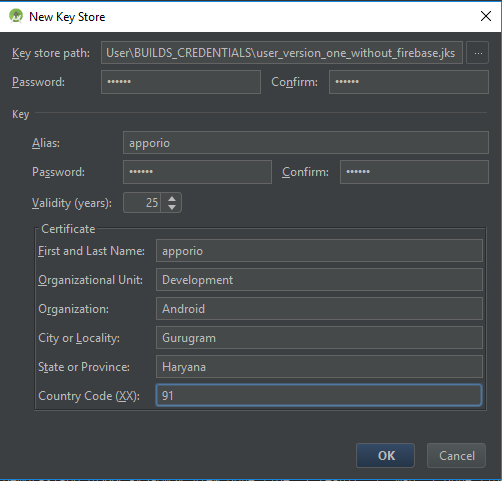 New Key Store
Key store path: User\BUILDS_CREDENTIALS\user_version_one_without_firebase.jks ...
Password: •••••• Confirm: ••••••
Key
Alias: apporio
Password: •••••• Confirm: ••••••
Validity (years): 25
Certificate
First and Last Name: apporio
Organizational Unit: Development
Organization: Android
City or Locality: Gurugram
State or Province: Haryana
Country Code (XX): 91
OK Cancel